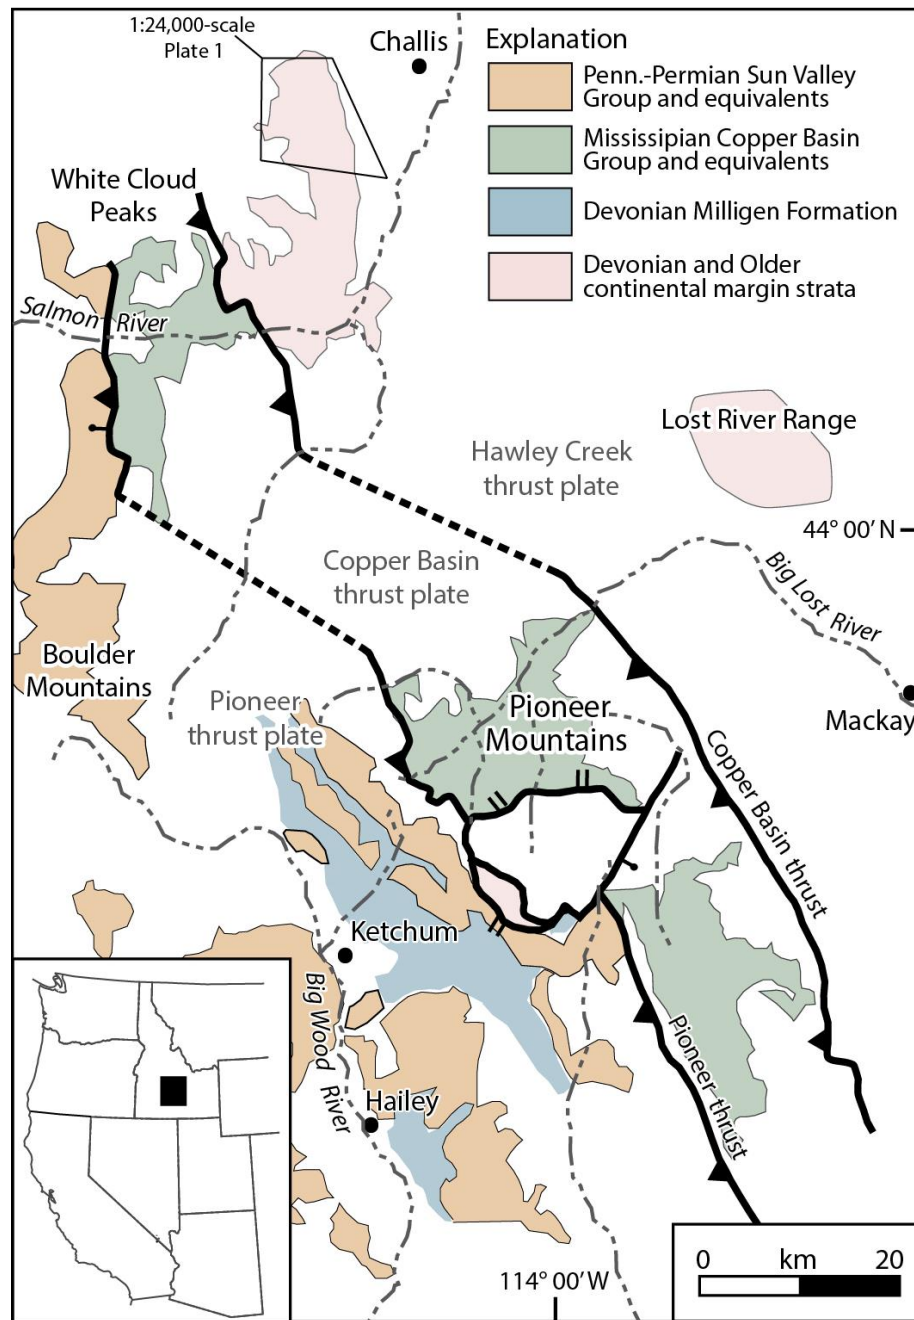 1:24,000-scale
Plate 1
Challis
Explanation
Penn.-Permian Sun Valley
Group and equivalents
Mississipian Copper Basin
Group and equivalents
Devonian Milligen Formation
Devonian and Older
continental margin strata
White Cloud
Peaks
Salmon River
Lost River Range
Hawley Creek
thrust plate
44° 00' N
Copper Basin
thrust plate
Big Lost River
Boulder
Mountains
Pioneer
thrust plate
Pioneer
Mountains
Mackay
Copper Basin thrust
Ketchum
Big Wood River
Pioneer thrust
Hailey
114° 00' W
0 km 20